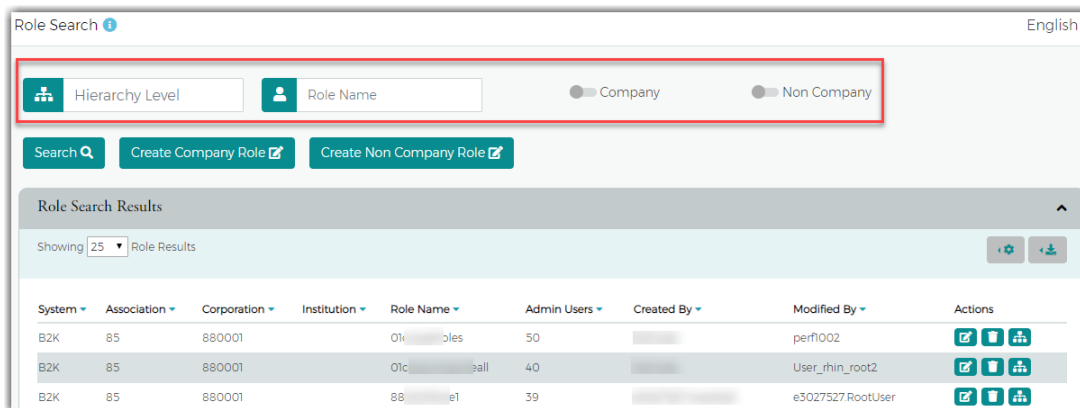 Role Search English
Hierarchy Level Role Name Company Non Company
Search Create Company Role Create Non Company Role
Role Search Results
Showing 25 Role Results
System Association Corporation Institution Role Name Admin Users Created By Modified By Actions
B2K 85 880001 50 perf1002
B2K 85 880001 40 User_rhin_root2
B2K 85 880001 39 e3027527.RootUser